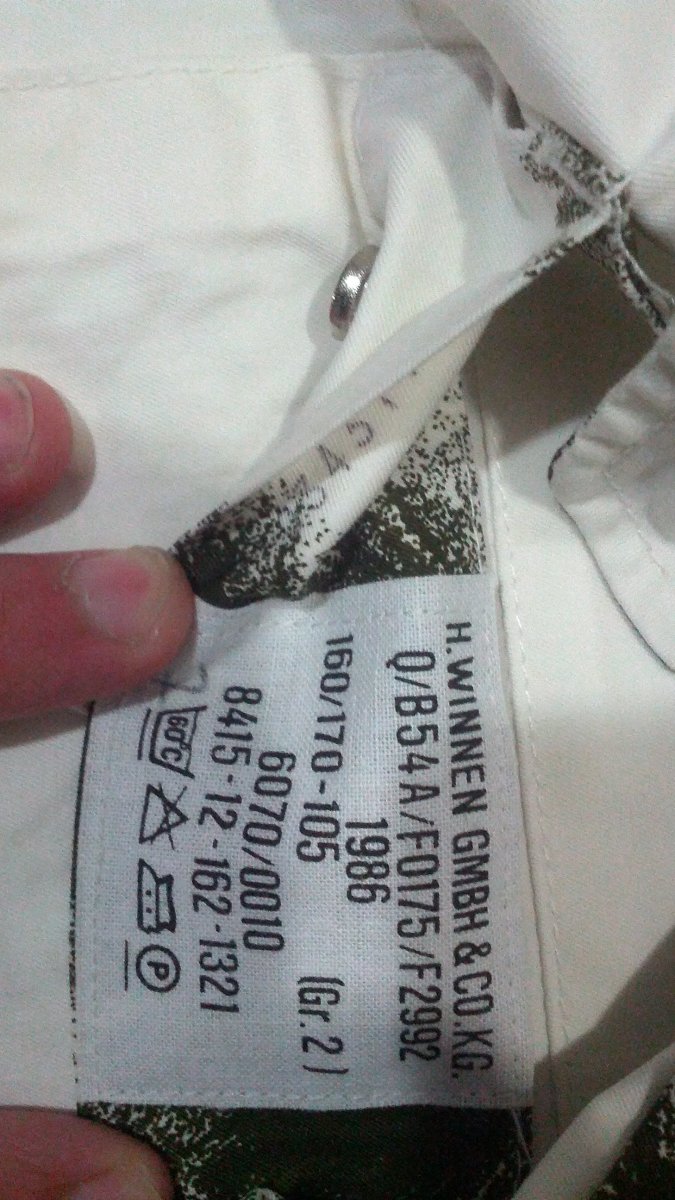 H.WINNEN GMBH & CO.KG.
Q/B54A/F0175/F2992
1986
160/170-105 (Gr. 2)
6070/0010
8415-12-162-1321
60°C P